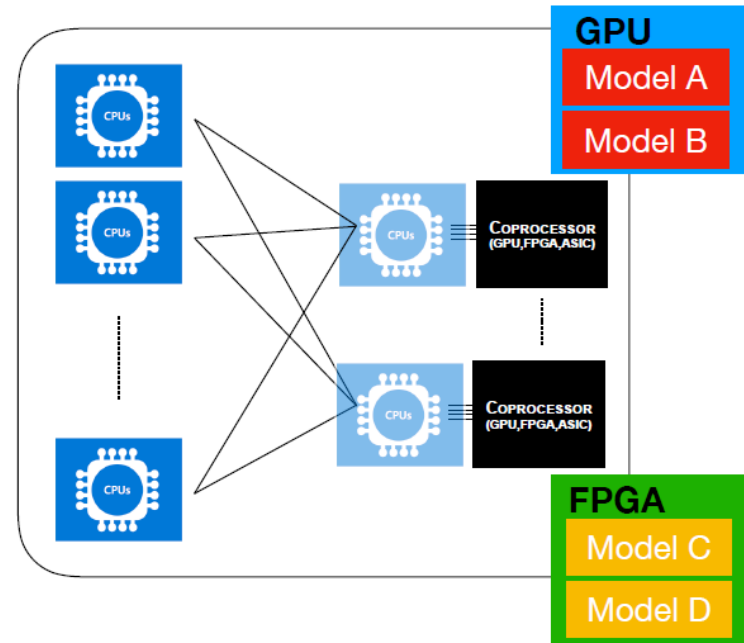 GPU
Model A
Model B
CPUs
CPUs
CPUs
COPROCESSOR
(GPU,FPGA,ASIC)
CPUs
COPROCESSOR
(GPU,FPGA,ASIC)
CPUs
FPGA
Model C
Model D